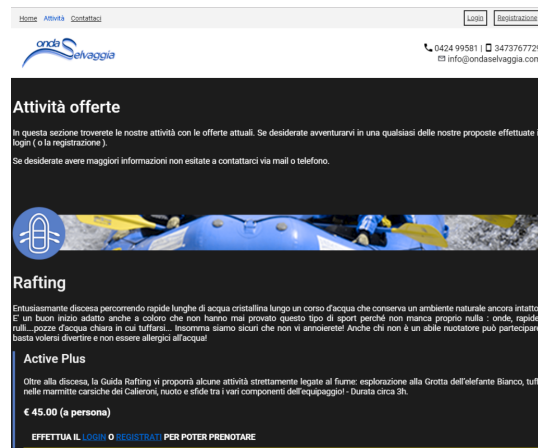 Home Attività Contattaci
Login Registrazione
onda Selvaggia
0424 99581 | 3473767729
info@ondaselvaggia.com
Attività offerte
In questa sezione troverete le nostre attività con le offerte attuali. Se desiderate avventurarvi in una qualsiasi delle nostre proposte effettuate
login ( o la registrazione ).
Se desiderate avere maggiori informazioni non esitate a contattarci via mail o telefono.
Rafting
Entusiasmante discesa percorrendo rapide lunghe di acqua cristallina lungo un corso d'acqua che conserva un ambiente naturale ancora intatto
E' un buon inizio adatto anche a coloro che non hanno mai provato questo tipo di sport perché non manca proprio nulla : onde, rapide
rulli....pozze d'acqua chiara in cui tuffarsi... Insomma siamo sicuri che non vi annoierete! Anche chi non è un abile nuotatore può partecipare
basta volersi divertire e non essere allergici all'acqua!
Active Plus
Oltre alla discesa, la Guida Rafting vi proporrà alcune attività strettamente legate al fiume: esplorazione alla Grotta dell'elefante Bianco, tuff
nelle marmitte carsiche dei Calieroni, nuoto e sfide tra i vari componenti dell'equipaggio! - Durata circa 3h.
€ 45.00 (a persona)
EFFETTUA IL LOGIN O REGISTRATI PER POTER PRENOTARE